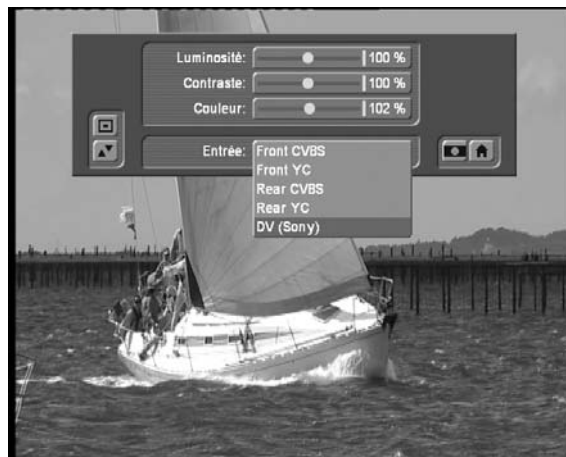 Luminosité: 100 %
Contraste: 100 %
Couleur: 102 %
Entrée: Front CVBS
Front YC
Rear CVBS
Rear YC
DV (Sony)